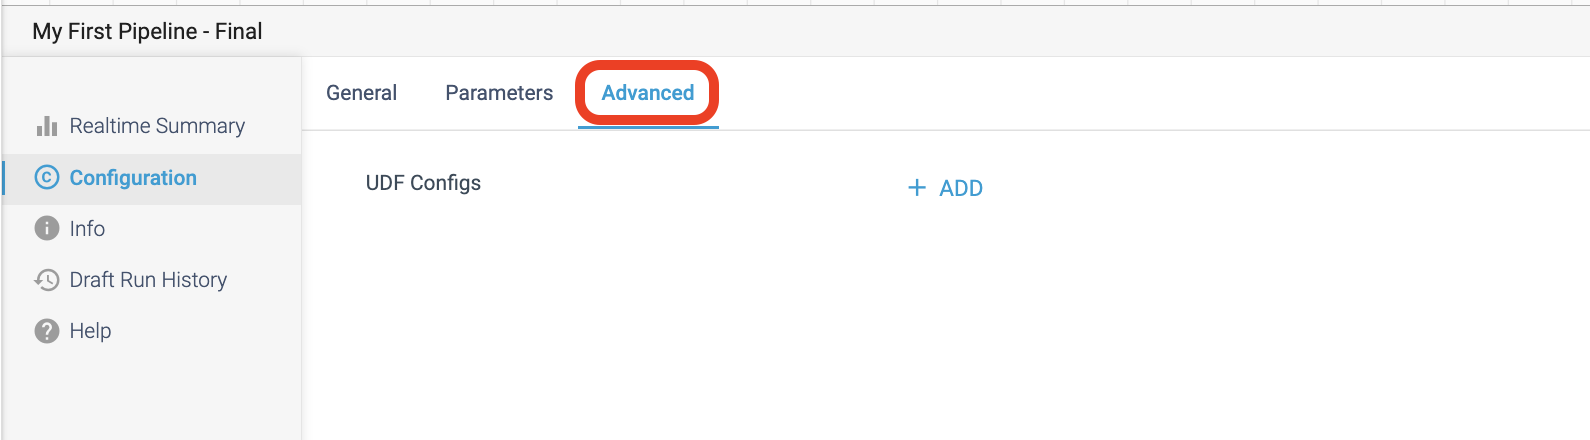 My First Pipeline - Final
General Parameters Advanced
Realtime Summary
Configuration
Info
Draft Run History
Help
UDF Configs + ADD